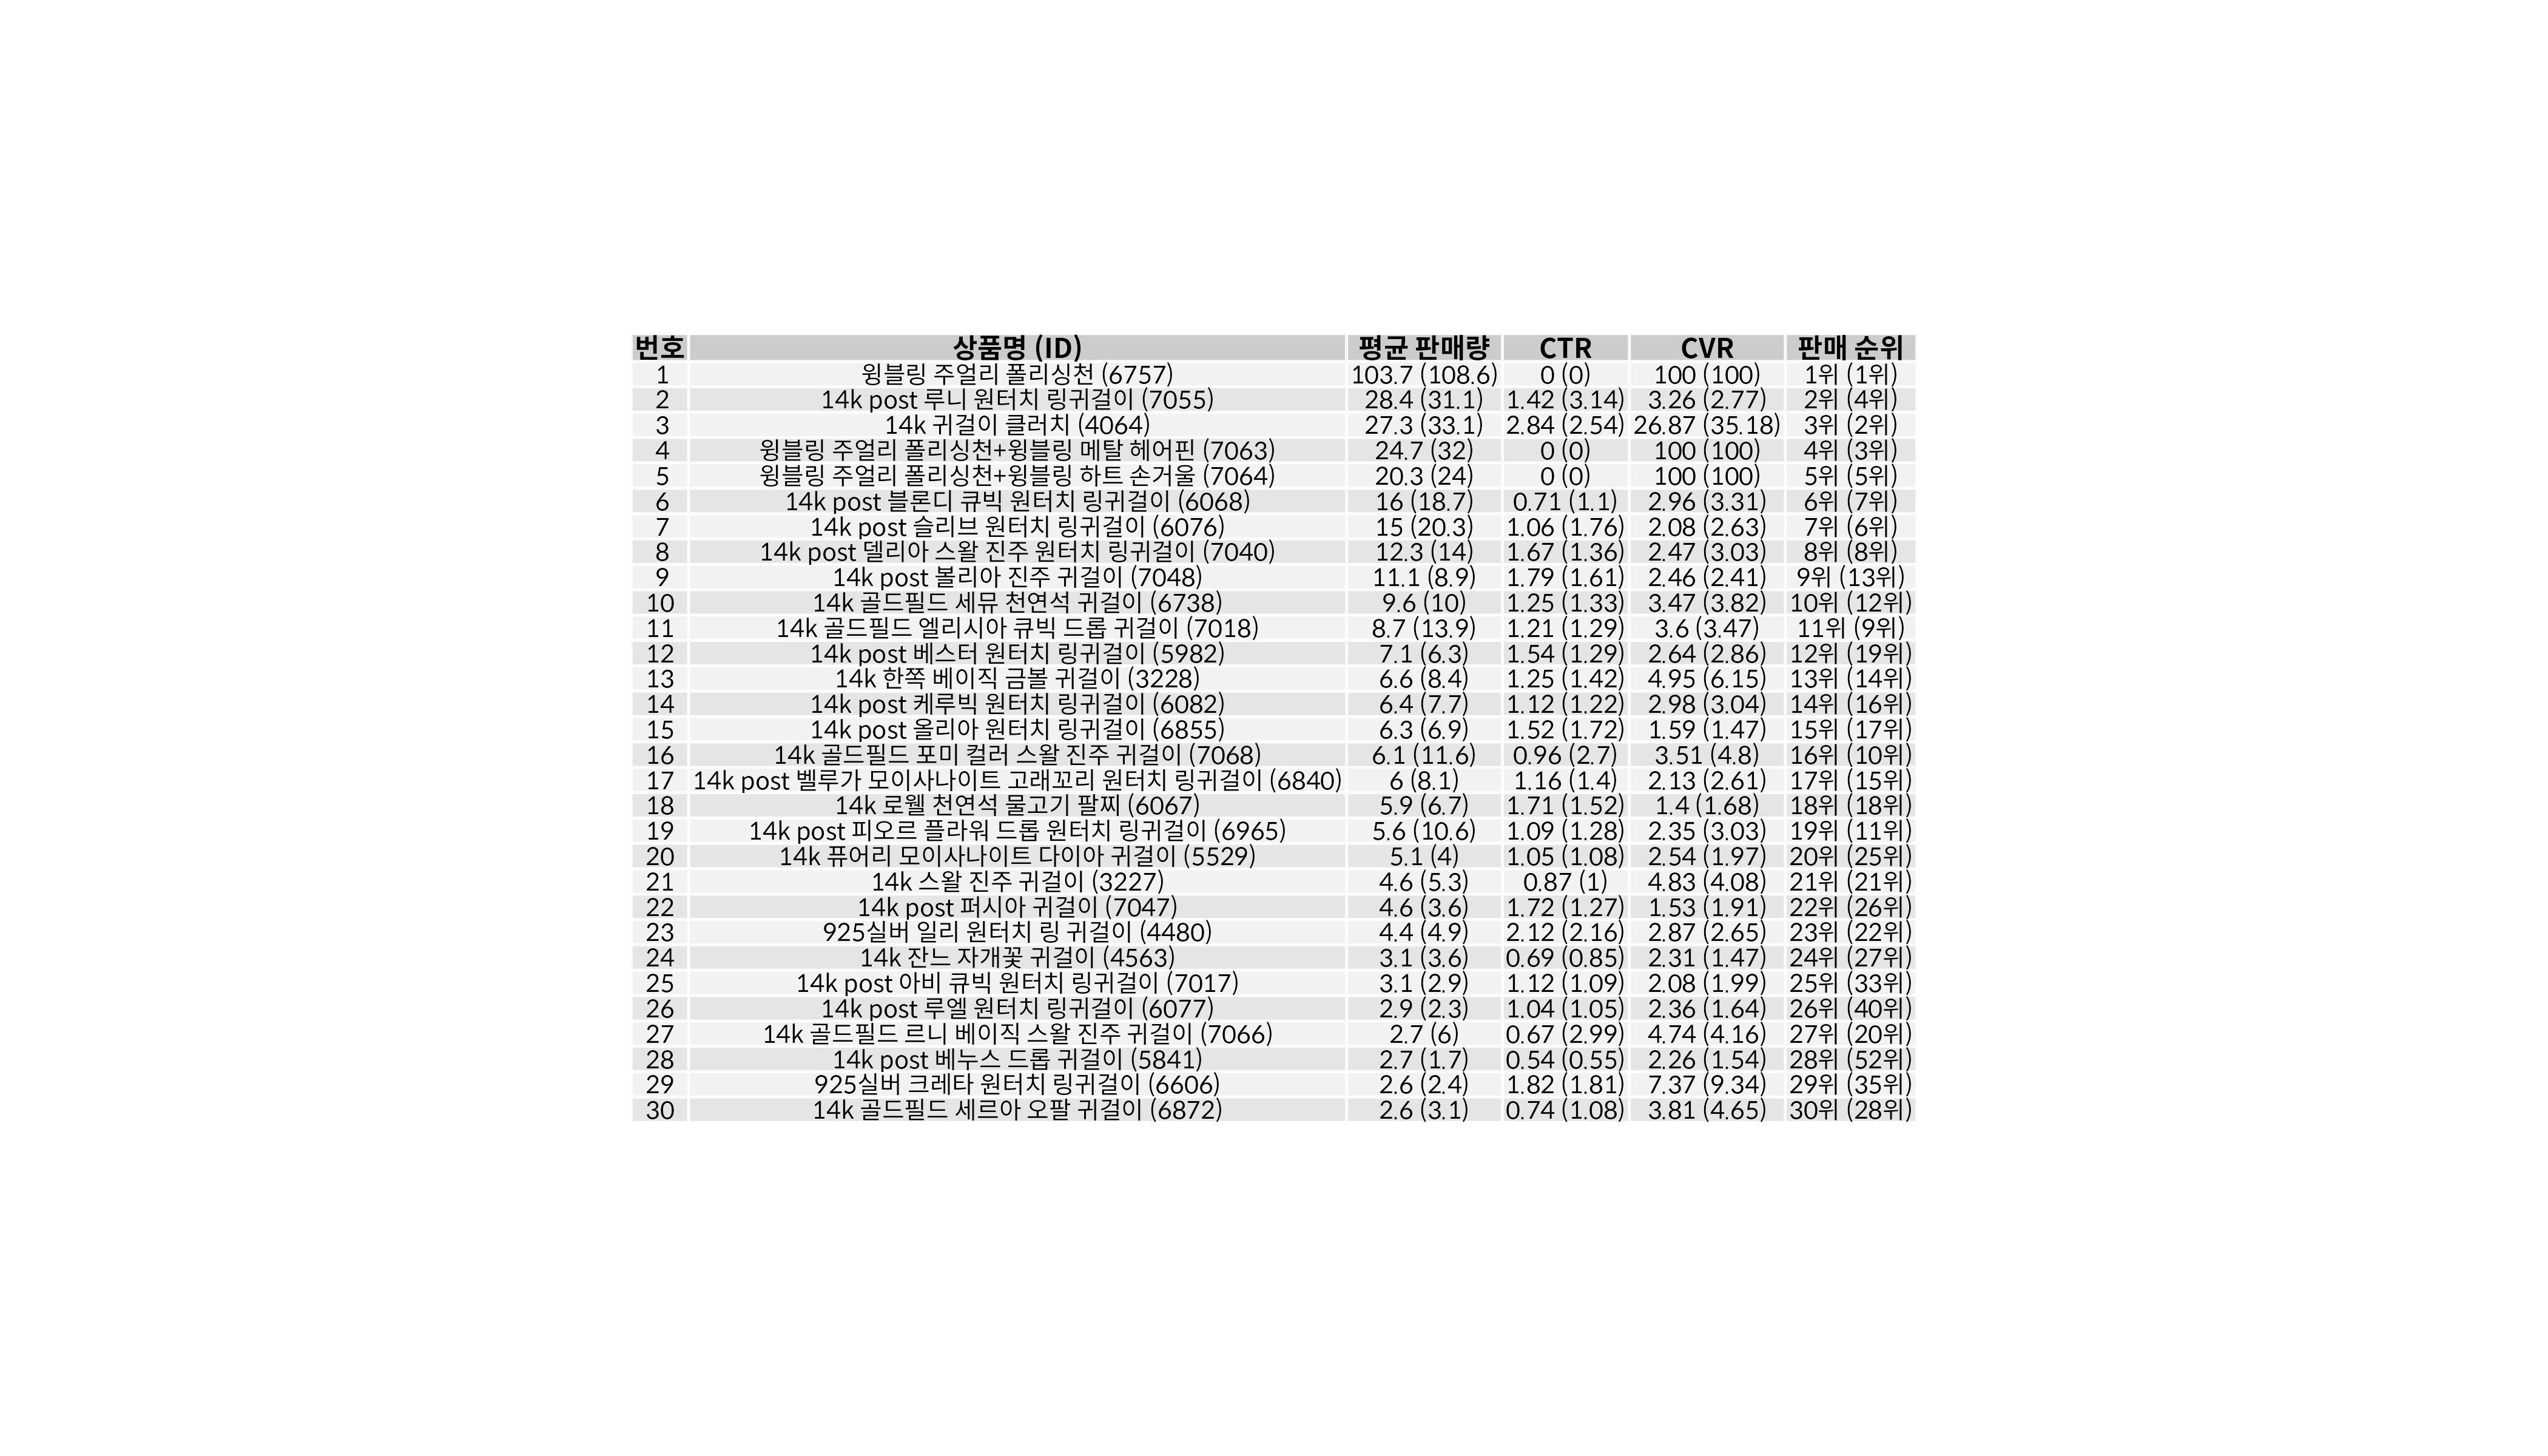 번호 상품명 (ID) 평균 판매량 CTR CVR 판매 순위
1 윙블링 주얼리 폴리싱천 (6757) 103.7 (108.6) 0 (0) 100 (100) 1위 (1위)
2 14k post 루니 원터치 링귀걸이 (7055) 28.4 (31.1) 1.42 (3.14) 3.26 (2.77) 2위 (4위)
3 14k 귀걸이 클러치 (4064) 27.3 (33.1) 2.84 (2.54) 26.87 (35.18) 3위 (2위)
4 윙블링 주얼리 폴리싱천+윙블링 메탈 헤어핀 (7063) 24.7 (32) 0 (0) 100 (100) 4위 (3위)
5 윙블링 주얼리 폴리싱천+윙블링 하트 손거울 (7064) 20.3 (24) 0 (0) 100 (100) 5위 (5위)
6 14k post 블론디 큐빅 원터치 링귀걸이 (6068) 16 (18.7) 0.71 (1.1) 2.96 (3.31) 6위 (7위)
7 14k post 슬리브 원터치 링귀걸이 (6076) 15 (20.3) 1.06 (1.76) 2.08 (2.63) 7위 (6위)
8 14k post 델리아 스왈 진주 원터치 링귀걸이 (7040) 12.3 (14) 1.67 (1.36) 2.47 (3.03) 8위 (8위)
9 14k post 볼리아 진주 귀걸이 (7048) 11.1 (8.9) 1.79 (1.61) 2.46 (2.41) 9위 (13위)
10 14k 골드필드 세뮤 천연석 귀걸이 (6738) 9.6 (10) 1.25 (1.33) 3.47 (3.82) 10위 (12위)
11 14k 골드필드 엘리시아 큐빅 드롭 귀걸이 (7018) 8.7 (13.9) 1.21 (1.29) 3.6 (3.47) 11위 (9위)
12 14k post 베스터 원터치 링귀걸이 (5982) 7.1 (6.3) 1.54 (1.29) 2.64 (2.86) 12위 (19위)
13 14k 한쪽 베이직 금볼 귀걸이 (3228) 6.6 (8.4) 1.25 (1.42) 4.95 (6.15) 13위 (14위)
14 14k post 케루빅 원터치 링귀걸이 (6082) 6.4 (7.7) 1.12 (1.22) 2.98 (3.04) 14위 (16위)
15 14k post 올리아 원터치 링귀걸이 (6855) 6.3 (6.9) 1.52 (1.72) 1.59 (1.47) 15위 (17위)
16 14k 골드필드 포미 컬러 스왈 진주 귀걸이 (7068) 6.1 (11.6) 0.96 (2.7) 3.51 (4.8) 16위 (10위)
17 14k post 벨루가 모이사나이트 고래꼬리 원터치 링귀걸이 (6840) 6 (8.1) 1.16 (1.4) 2.13 (2.61) 17위 (15위)
18 14k 로웰 천연석 물고기 팔찌 (6067) 5.9 (6.7) 1.71 (1.52) 1.4 (1.68) 18위 (18위)
19 14k post 피오르 플라워 드롭 원터치 링귀걸이 (6965) 5.6 (10.6) 1.09 (1.28) 2.35 (3.03) 19위 (11위)
20 14k 퓨어리 모이사나이트 다이아 귀걸이 (5529) 5.1 (4) 1.05 (1.08) 2.54 (1.97) 20위 (25위)
21 14k 스왈 진주 귀걸이 (3227) 4.6 (5.3) 0.87 (1) 4.83 (4.08) 21위 (21위)
22 14k post 퍼시아 귀걸이 (7047) 4.6 (3.6) 1.72 (1.27) 1.53 (1.91) 22위 (26위)
23 925실버 일리 원터치 링 귀걸이 (4480) 4.4 (4.9) 2.12 (2.16) 2.87 (2.65) 23위 (22위)
24 14k 잔느 자개꽃 귀걸이 (4563) 3.1 (3.6) 0.69 (0.85) 2.31 (1.47) 24위 (27위)
25 14k post 아비 큐빅 원터치 링귀걸이 (7017) 3.1 (2.9) 1.12 (1.09) 2.08 (1.99) 25위 (33위)
26 14k post 루엘 원터치 링귀걸이 (6077) 2.9 (2.3) 1.04 (1.05) 2.36 (1.64) 26위 (40위)
27 14k 골드필드 르니 베이직 스왈 진주 귀걸이 (7066) 2.7 (6) 0.67 (2.99) 4.74 (4.16) 27위 (20위)
28 14k post 베누스 드롭 귀걸이 (5841) 2.7 (1.7) 0.54 (0.55) 2.26 (1.54) 28위 (52위)
29 925실버 크레타 원터치 링귀걸이 (6606) 2.6 (2.4) 1.82 (1.81) 7.37 (9.34) 29위 (35위)
30 14k 골드필드 세르아 오팔 귀걸이 (6872) 2.6 (3.1) 0.74 (1.08) 3.81 (4.65) 30위 (28위)